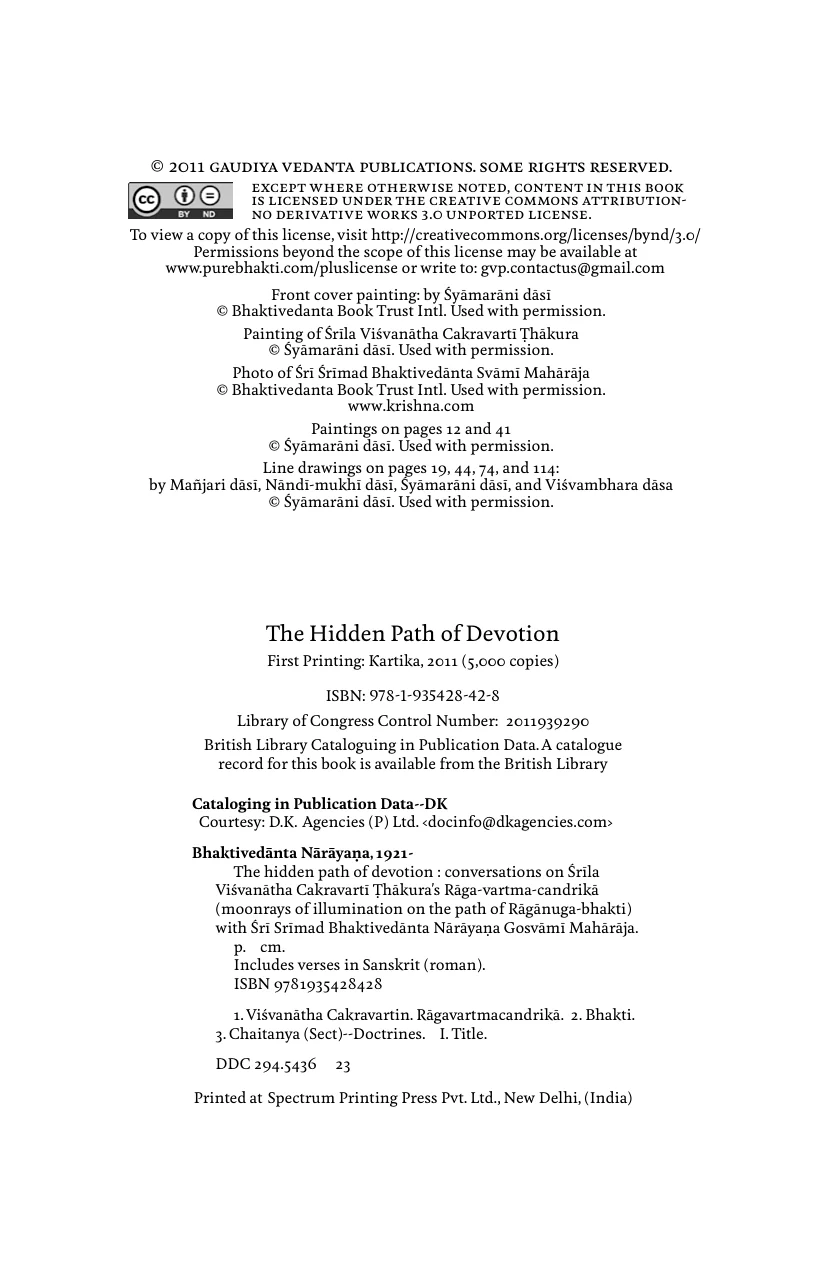 © 2011 GAUDIYA VEDANTA PUBLICATIONS. SOME RIGHTS RESERVED.
cc BY ND
EXCEPT WHERE OTHERWISE NOTED, CONTENT IN THIS BOOK
IS LICENSED UNDER THE CREATIVE COMMONS ATTRIBUTION-
NO DERIVATIVE WORKS 3.0 UNPORTED LICENSE.
To view a copy of this license, visit http://creativecommons.org/licenses/bynd/3.0/
Permissions beyond the scope of this license may be available at
www.purebhakti.com/pluslicense or write to: gvp.contactus@gmail.com
Front cover painting: by Śyāmarāni dāsī
© Bhaktivedanta Book Trust Intl. Used with permission.
Painting of Śrīla Viśvanātha Cakravartī Ṭhākura
© Śyāmarāni dāsī. Used with permission.
Photo of Śrī Śrīmad Bhaktivedānta Svāmī Mahārāja
© Bhaktivedanta Book Trust Intl. Used with permission.
www.krishna.com
Paintings on pages 12 and 41
© Śyāmarāni dāsī. Used with permission.
Line drawings on pages 19, 44, 74, and 114:
by Mañjari dāsī, Nāndī-mukhī dāsī, Śyāmarāni dāsī, and Viśvambhara dāsa
© Śyāmarāni dāsī. Used with permission.
The Hidden Path of Devotion
First Printing: Kartika, 2011 (5,000 copies)
ISBN: 978-1-935428-42-8
Library of Congress Control Number: 2011939290
British Library Cataloguing in Publication Data. A catalogue
record for this book is available from the British Library
Cataloging in Publication Data--DK
Courtesy: D.K. Agencies (P) Ltd. <docinfo@dkagencies.com>
Bhaktivedānta Nārāyaṇa, 1921-
The hidden path of devotion : conversations on Śrīla
Viśvanātha Cakravartī Ṭhākura's Rāga-vartma-candrikā
(moonrays of illumination on the path of Rāgānuga-bhakti)
with Śrī Srīmad Bhaktivedānta Nārāyaṇa Gosvāmī Mahārāja.
p. cm.
Includes verses in Sanskrit (roman).
ISBN 9781935428428
1. Viśvanātha Cakravartin. Rāgavartmacandrikā. 2. Bhakti.
3. Chaitanya (Sect)--Doctrines. I. Title.
DDC 294.5436 23
Printed at Spectrum Printing Press Pvt. Ltd., New Delhi, (India)